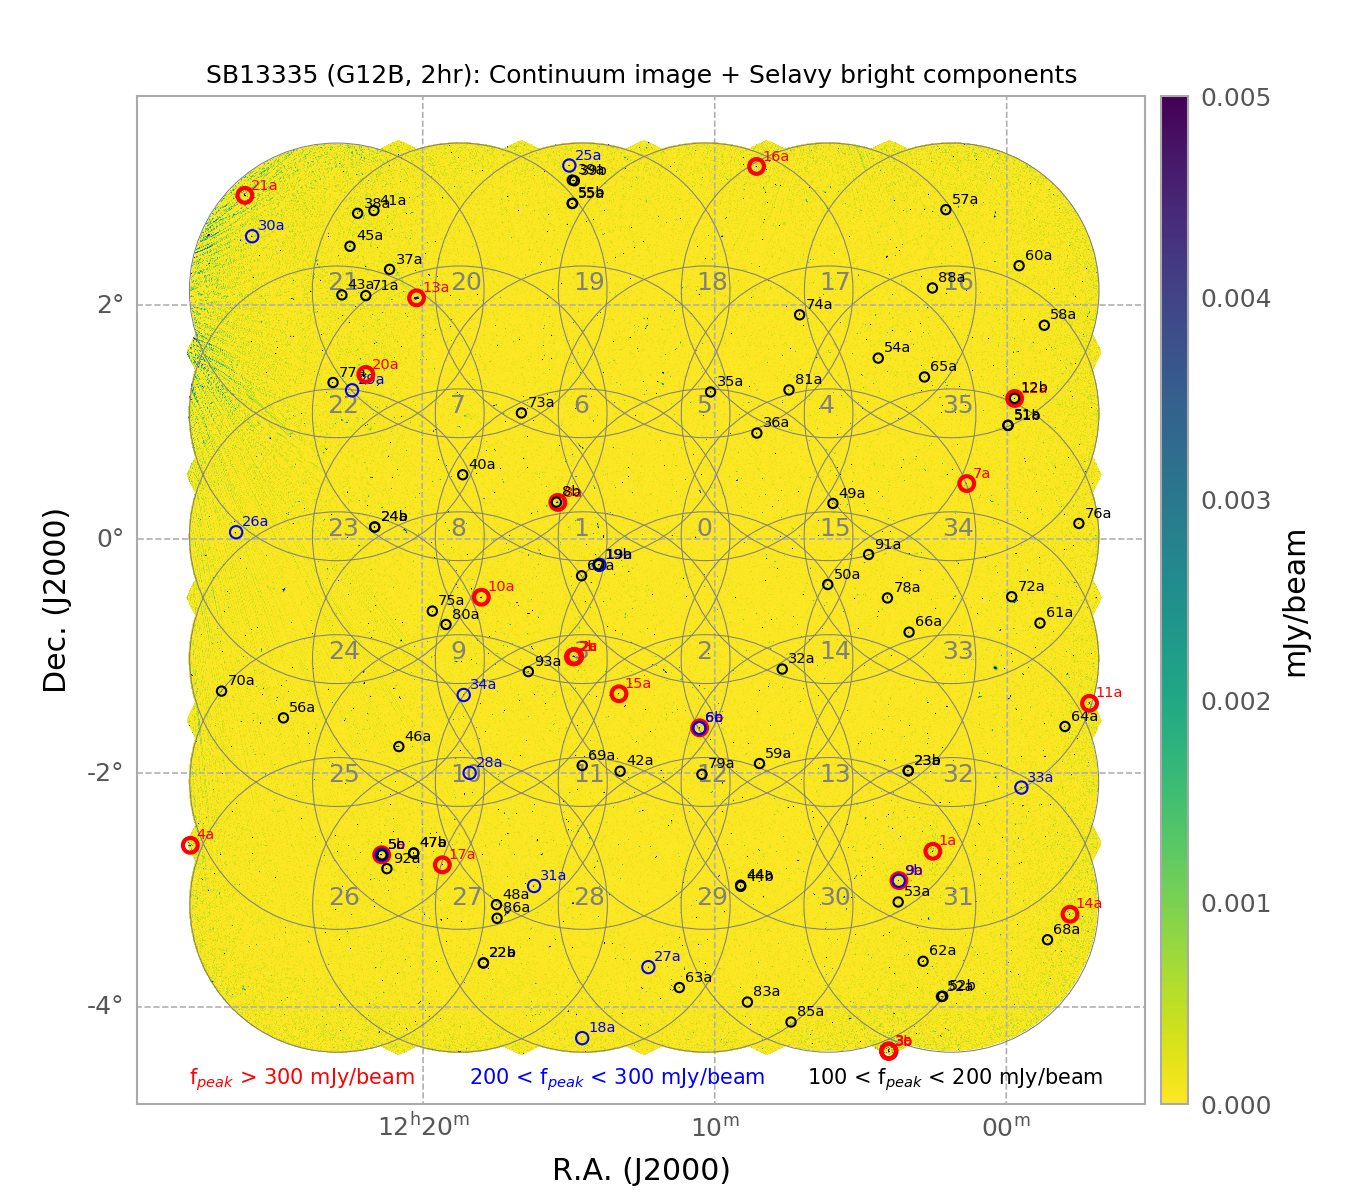 SB13335 (G12B, 2hr): Continuum image + Selavy bright components
0.005
0.004
0.003
0.002
0.001
0.000
mJy/beam
25a
16a
39b
21a
55b
38a
41a
57a
30a
45a
37a
60a
21
20
19
18
17
16
43a
71a
13a
88a
2°
74a
58a
54a
77a
20a
29a
65a
35a
81a
12b
22
7
6
5
4
35
73a
36a
51b
40a
7a
8b
49a
26a
24b
76a
23
8
1
0
15
34
0°
91a
19b
50a
10a
78a
72a
75a
80a
66a
61a
24
9
2
14
33
93a
32a
70a
34a
15a
11a
56a
6b
64a
46a
28a
69a
42a
79a
59a
23b
-2°
25
10
11
12
13
32
33a
4a
5b
47b
92a
17a
1a
31a
44b
9b
53a
26
27
28
29
30
31
48a
86a
14a
68a
22b
27a
62a
63a
52b
83a
-4°
85a
18a
3b
f_peak > 300 mJy/beam
200 < f_peak < 300 mJy/beam
100 < f_peak < 200 mJy/beam
12h20m
10m
00m
R.A. (J2000)
Dec. (J2000)